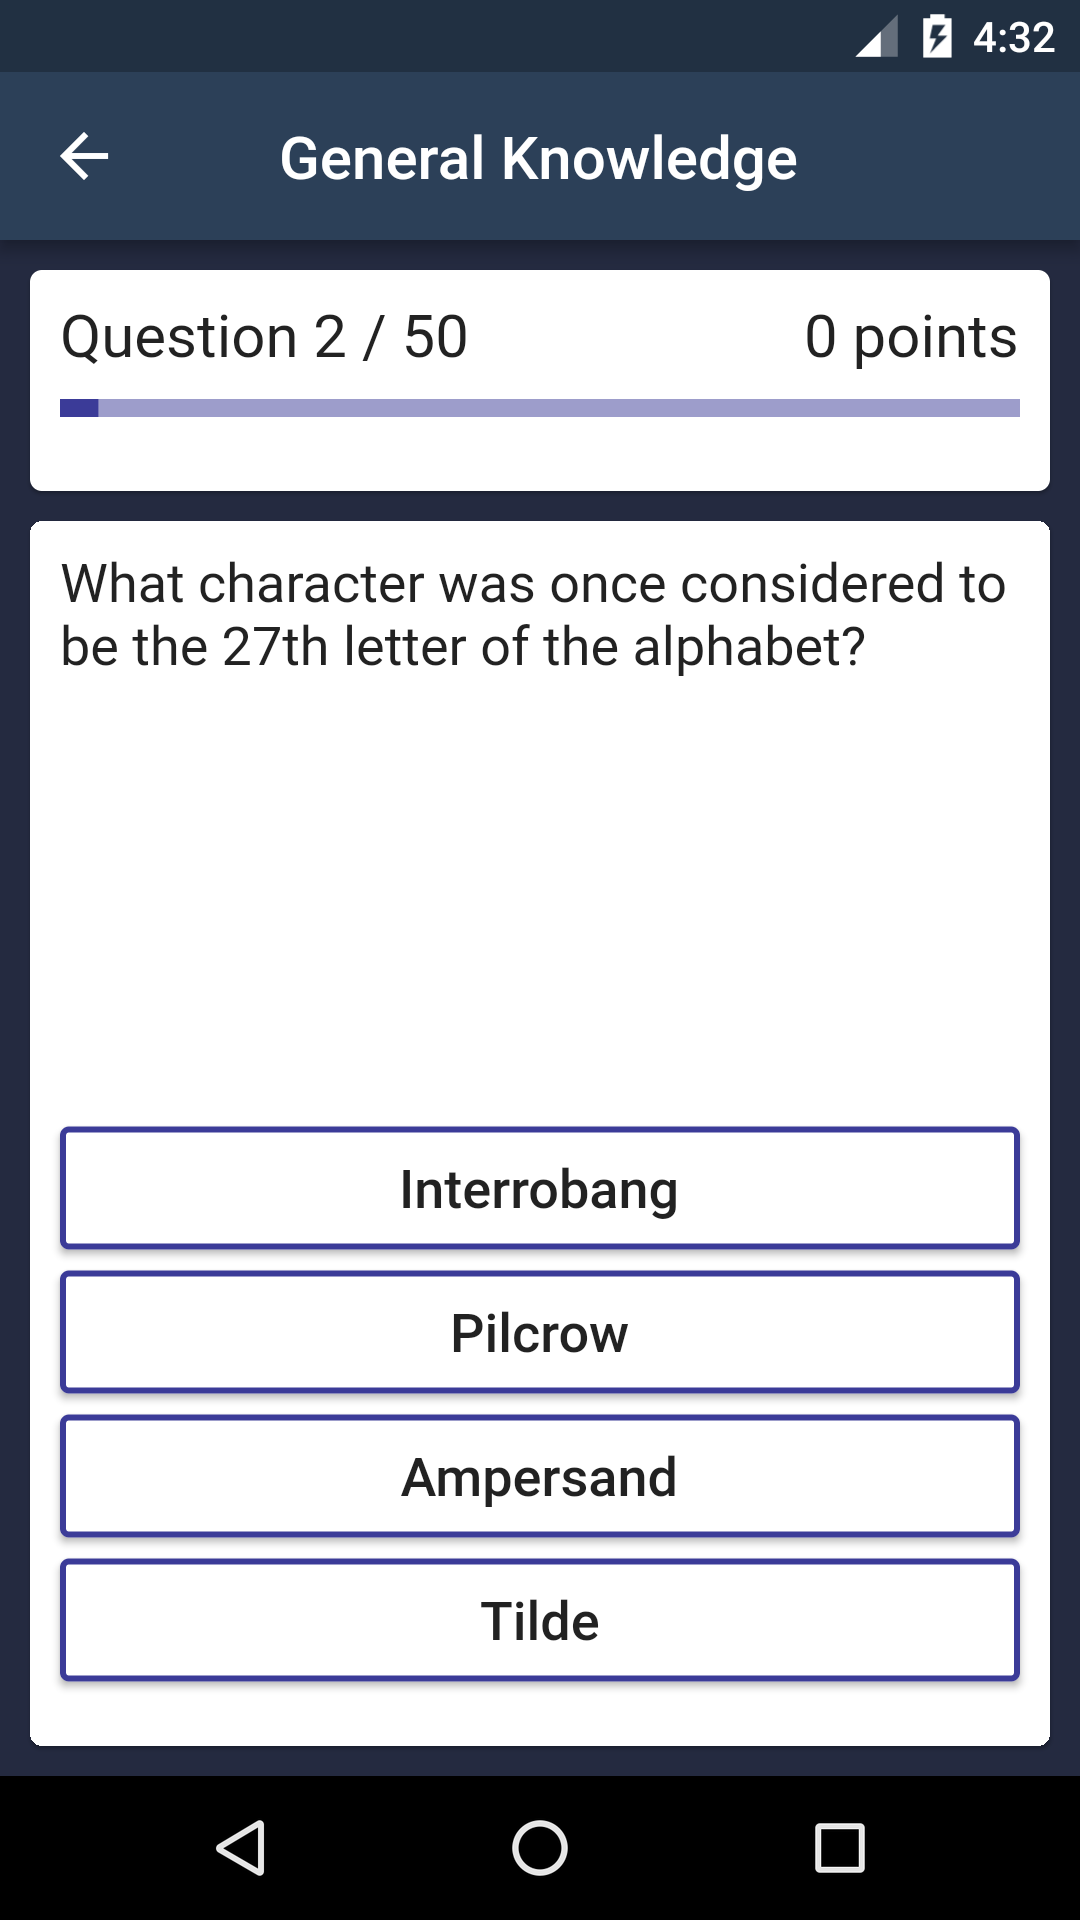 4:32
General Knowledge
Question 2 / 50 0 points
What character was once considered to
be the 27th letter of the alphabet?
Interrobang
Pilcrow
Ampersand
Tilde